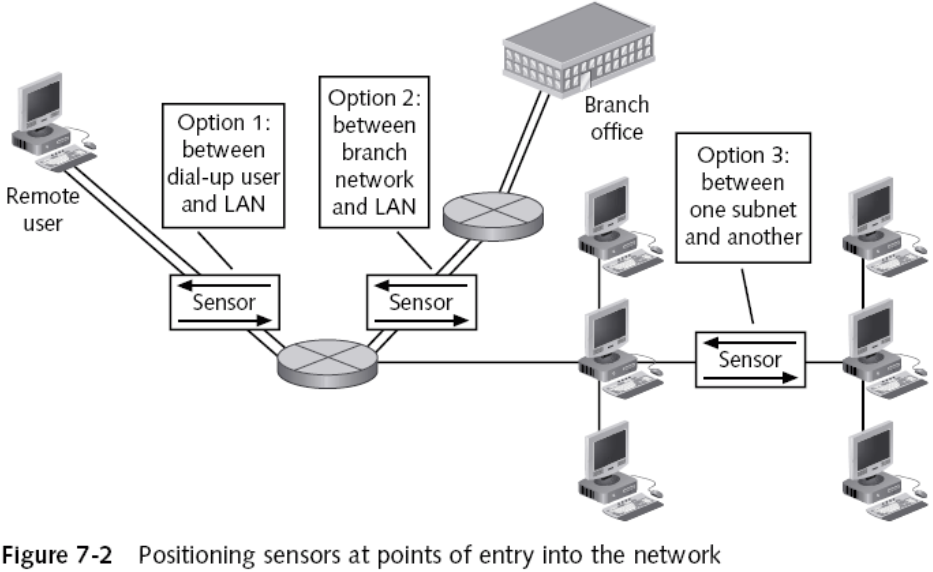 Remote
user
Option 1:
between
dial-up user
and LAN
Option 2:
between
branch
network
and LAN
Branch
office
Option 3:
between
one subnet
and another
Sensor
Sensor
Sensor
Figure 7-2 Positioning sensors at points of entry into the network